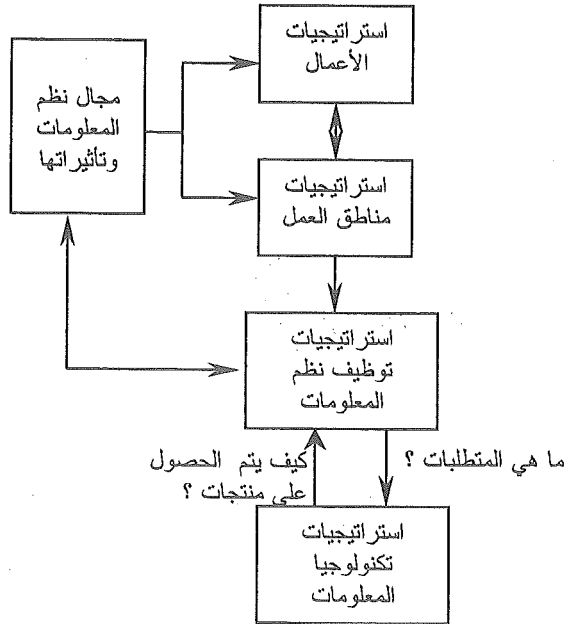 استراتيجيات
الأعمال
مجال نظم
المعلومات
وتأثيراتها
استراتيجيات
مناطق العمل
استراتيجيات
توظيف نظم
المعلومات
ما هي المتطلبات ؟
كيف يتم الحصول
على منتجات ؟
استراتيجيات
تكنولوجيا
المعلومات